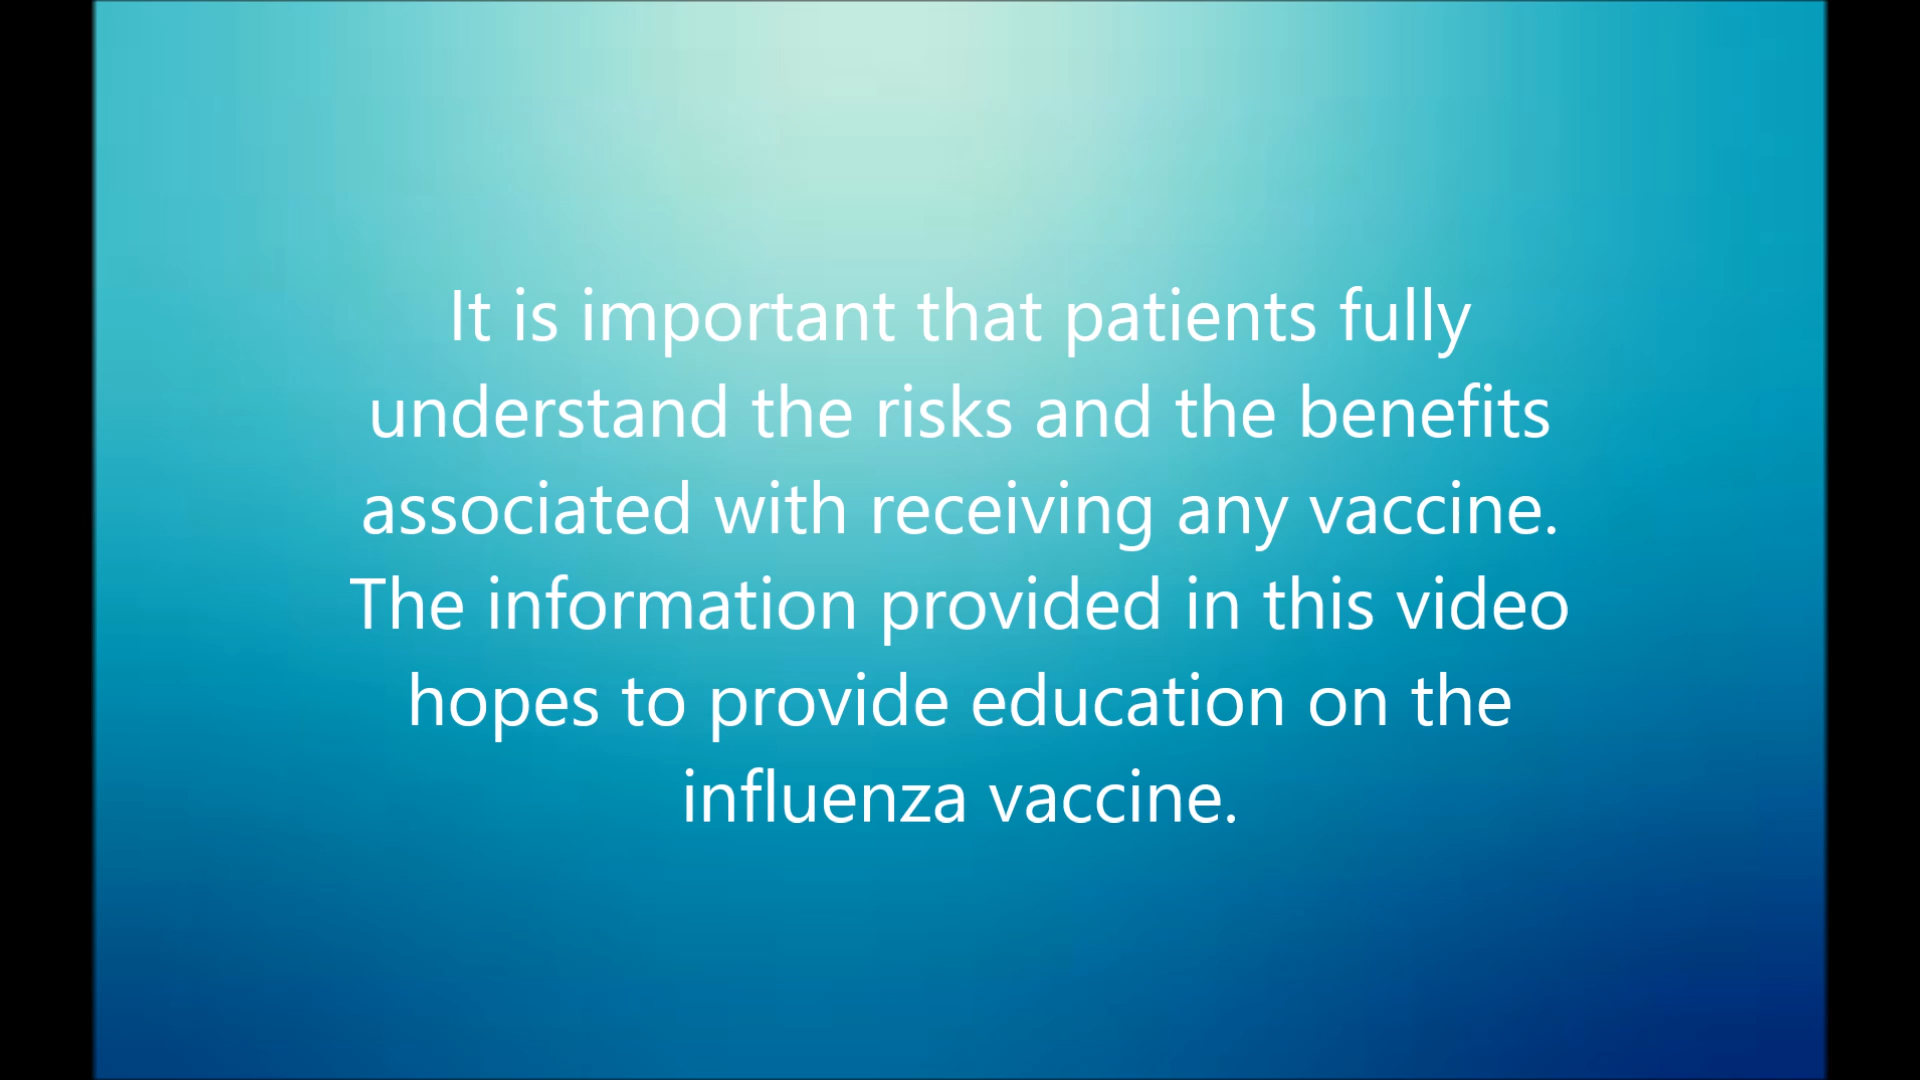 It is important that patients fully
understand the risks and the benefits
associated with receiving any vaccine.
The information provided in this video
hopes to provide education on the
influenza vaccine.